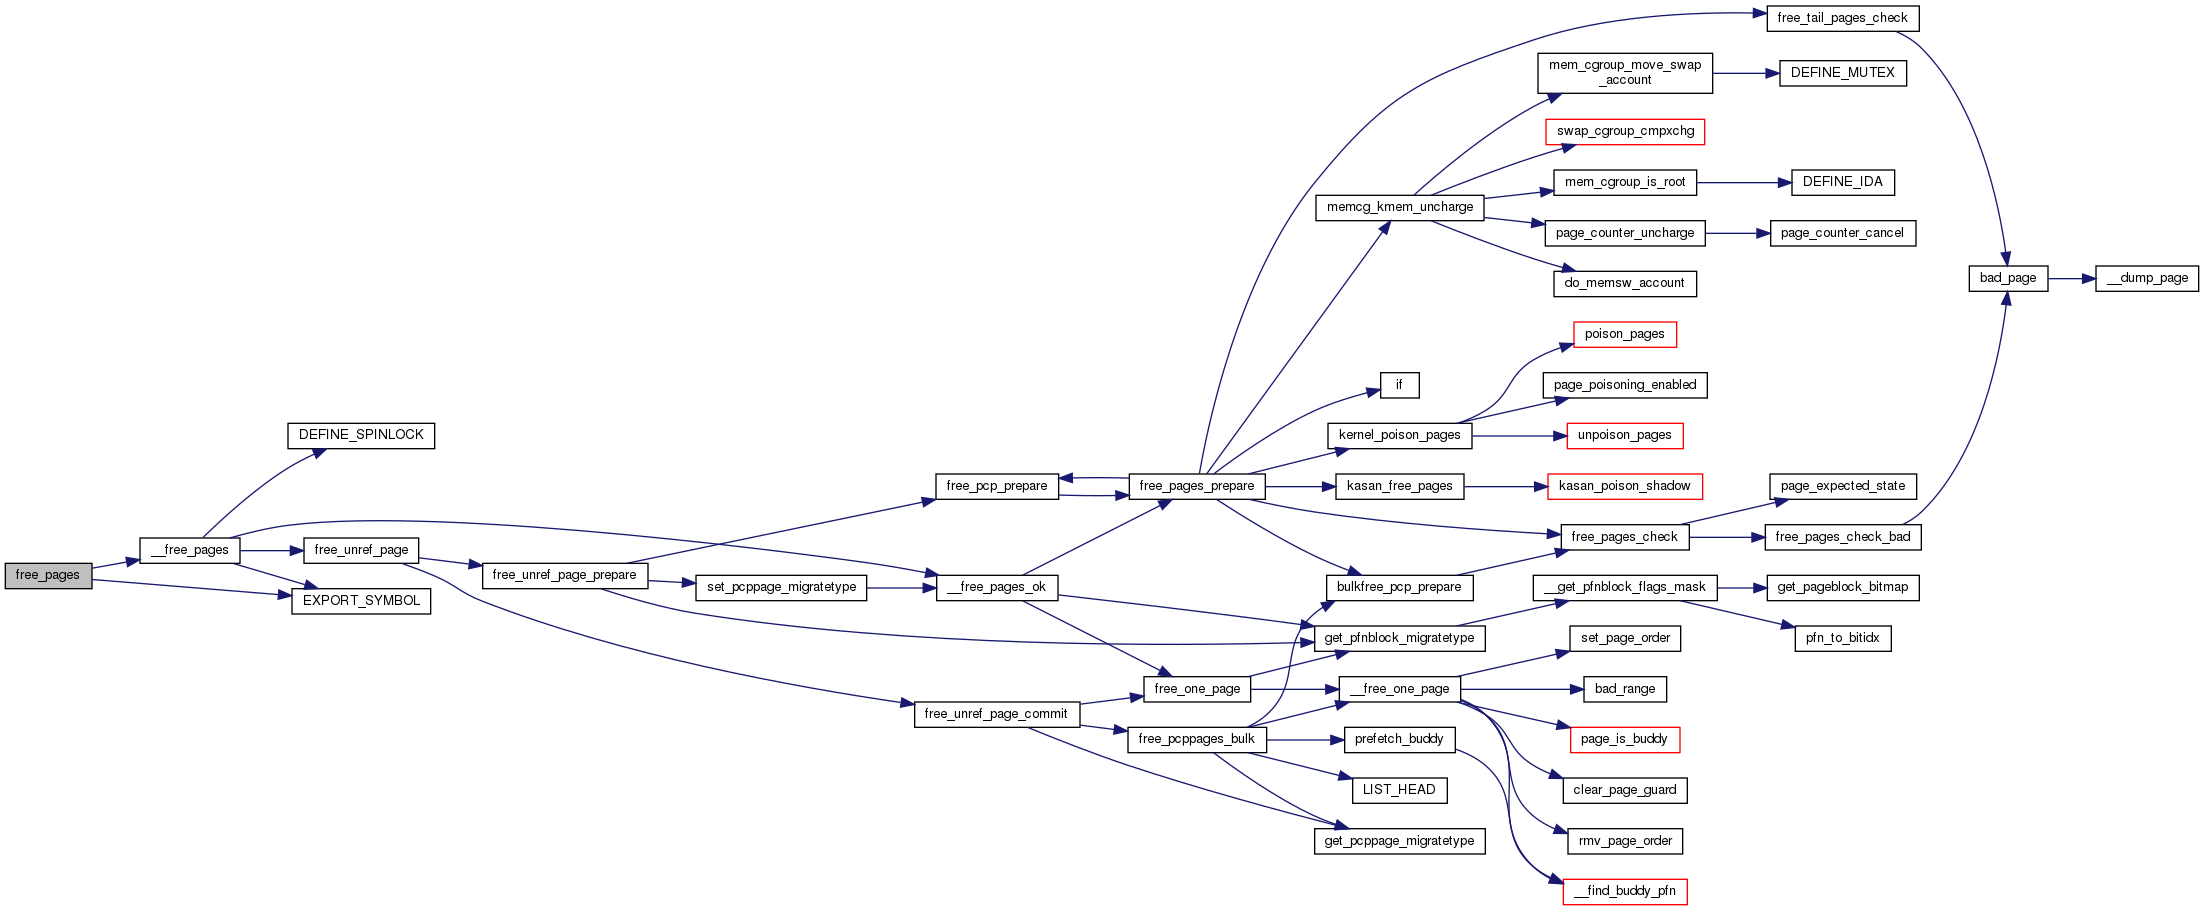 free_tail_pages_check
mem_cgroup_move_swap
_account
DEFINE_MUTEX
swap_cgroup_cmpxchg
mem_cgroup_is_root
DEFINE_IDA
memcg_kmem_uncharge
page_counter_uncharge
page_counter_cancel
do_memsw_account
bad_page
__dump_page
poison_pages
if
page_poisoning_enabled
DEFINE_SPINLOCK
kernel_poison_pages
unpoison_pages
free_pcp_prepare
free_pages_prepare
kasan_free_pages
kasan_poison_shadow
page_expected_state
__free_pages
free_unref_page
free_pages_check
free_pages_check_bad
free_pages
free_unref_page_prepare
set_pcppage_migratetype
__free_pages_ok
bulkfree_pcp_prepare
__get_pfnblock_flags_mask
get_pageblock_bitmap
EXPORT_SYMBOL
get_pfnblock_migratetype
set_page_order
pfn_to_bitidx
free_one_page
__free_one_page
bad_range
free_unref_page_commit
free_pcppages_bulk
prefetch_buddy
page_is_buddy
LIST_HEAD
clear_page_guard
get_pcppage_migratetype
rmv_page_order
__find_buddy_pfn